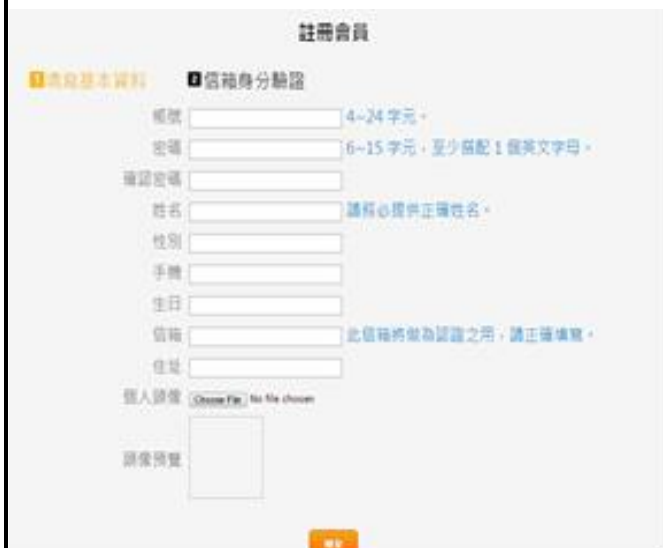 註冊會員
1 填寫基本資料 2 信箱身分驗證
帳號 4~24 字元。
密碼 6~15 字元，至少搭配 1 個英文字母。
確認密碼
姓名 請務必提供正確姓名。
性別
手機
生日
信箱 此信箱將做為認證之用，請正確填寫。
住址
個人頭像 Choose File No file chosen
頭像預覽